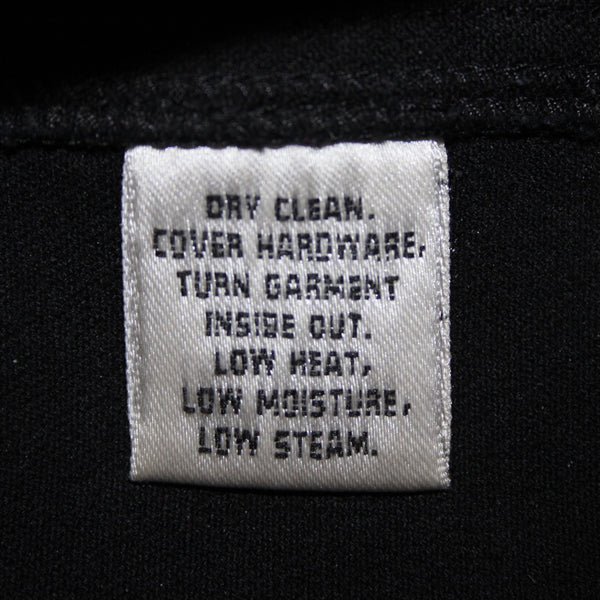 DRY CLEAN.
COVER HARDWARE,
TURN GARMENT
INSIDE OUT.
LOW HEAT,
LOW MOISTURE,
LOW STEAM.